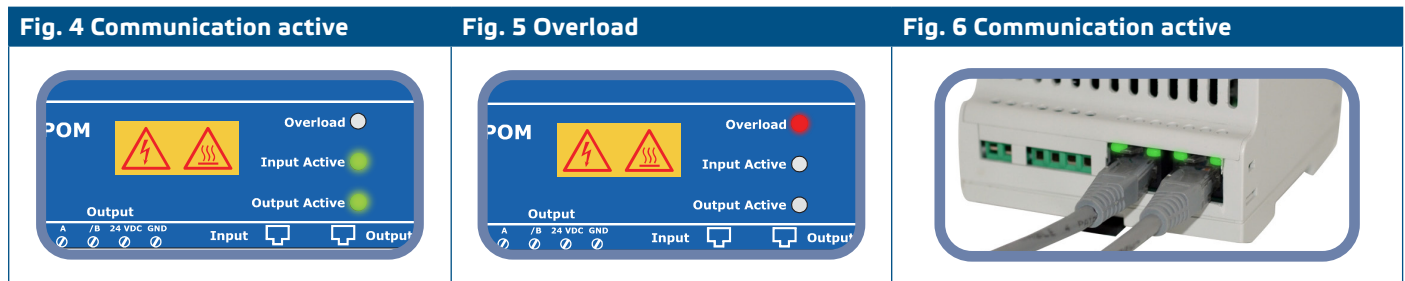 Fig. 4 Communication active
Fig. 5 Overload
Fig. 6 Communication active
POM
Overload
Input Active
Output Active
Output
A /B 24 VDC GND
Input
Output
POM
Overload
Input Active
Output Active
Output
A /B 24 VDC GND
Input
Output